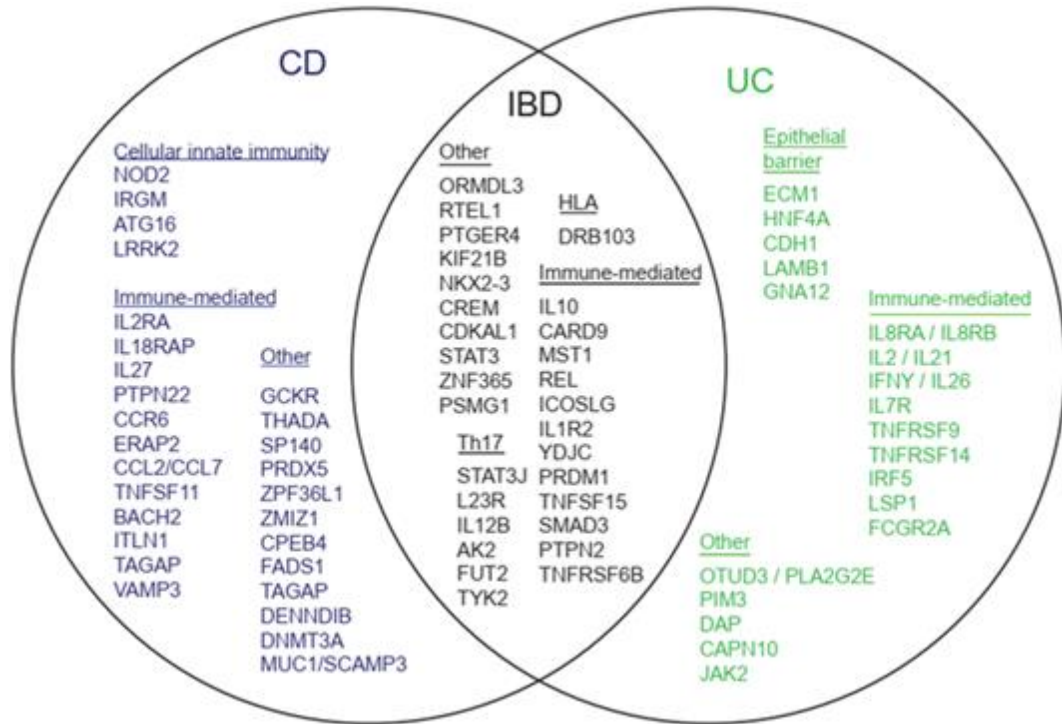 CD
Cellular innate immunity
NOD2
IRGM
ATG16
LRRK2
Immune-mediated
IL2RA
IL18RAP
IL27
PTPN22
CCR6
ERAP2
CCL2/CCL7
TNFSF11
BACH2
ITLN1
TAGAP
VAMP3
Other
GCKR
THADA
SP140
PRDX5
ZPF36L1
ZMIZ1
CPEB4
FADS1
TAGAP
DENNDIB
DNMT3A
MUC1/SCAMP3
IBD
Other
ORMDL3
RTEL1
PTGER4
KIF21B
NKX2-3
CREM
CDKAL1
STAT3
ZNF365
PSMG1
Th17
STAT3J
L23R
IL12B
AK2
FUT2
TYK2
HLA
DRB103
Immune-mediated
IL10
CARD9
MST1
REL
ICOSLG
IL1R2
YDJC
PRDM1
TNFSF15
SMAD3
PTPN2
TNFRSF6B
UC
Epithelial
barrier
ECM1
HNF4A
CDH1
LAMB1
GNA12
Immune-mediated
IL8RA / IL8RB
IL2 / IL21
IFNY / IL26
IL7R
TNFRSF9
TNFRSF14
IRF5
LSP1
FCGR2A
Other
OTUD3 / PLA2G2E
PIM3
DAP
CAPN10
JAK2